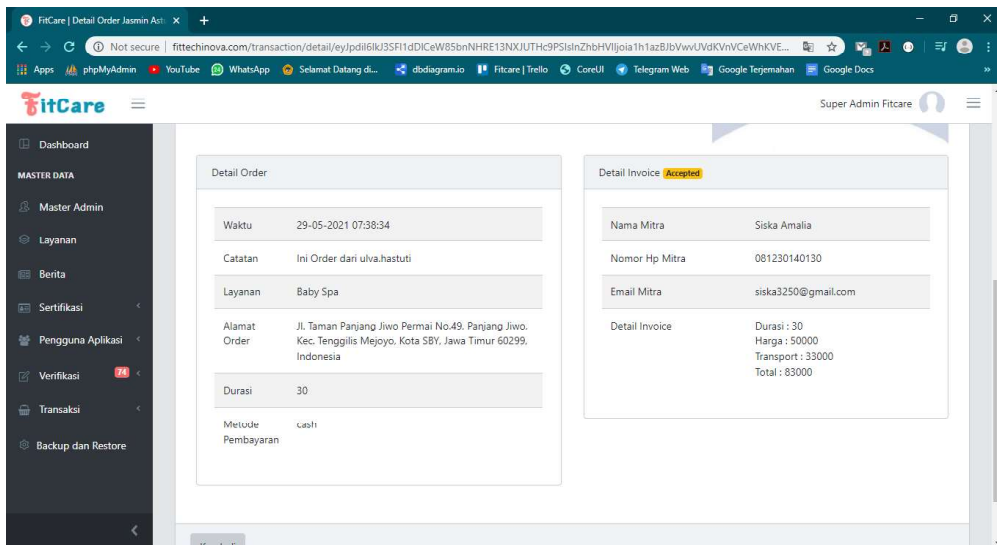 FitCare | Detail Order Jasmin Ast
Not secure | fittechinova.com/transaction/detail/
Apps phpMyAdmin YouTube WhatsApp Selamat Datang di... dbdiagram.io Fitcare | Trello CoreUI Telegram Web Google Terjemahan Google Docs
FitCare
Super Admin Fitcare
Dashboard
MASTER DATA
Master Admin
Layanan
Berita
Sertifikasi
Pengguna Aplikasi
Verifikasi 74
Transaksi
Backup dan Restore
Detail Order
Waktu 29-05-2021 07:38:34
Catatan Ini Order dari ulva.hastuti
Layanan Baby Spa
Alamat Order Jl. Taman Panjang Jiwo Permai No.49, Panjang Jiwo,
Kec. Tenggilis Mejoyo, Kota SBY, Jawa Timur 60299,
Indonesia
Durasi 30
Metode Pembayaran cash
Detail Invoice Accepted
Nama Mitra Siska Amalia
Nomor Hp Mitra 081230140130
Email Mitra siska3250@gmail.com
Detail Invoice Durasi : 30
Harga : 50000
Transport : 33000
Total : 83000